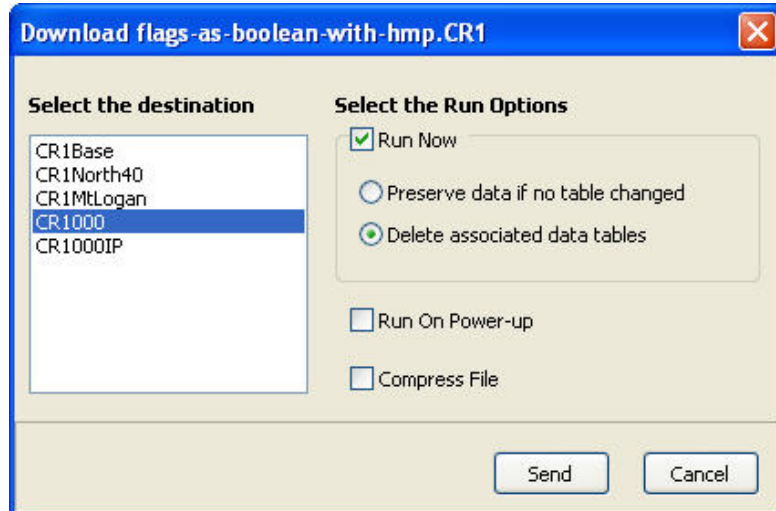 Download flags-as-boolean-with-hmp.CR1
Select the destination
CR1Base
CR1North40
CR1MtLogan
CR1000
CR1000IP
Select the Run Options
Run Now
Preserve data if no table changed
Delete associated data tables
Run On Power-up
Compress File
Send
Cancel